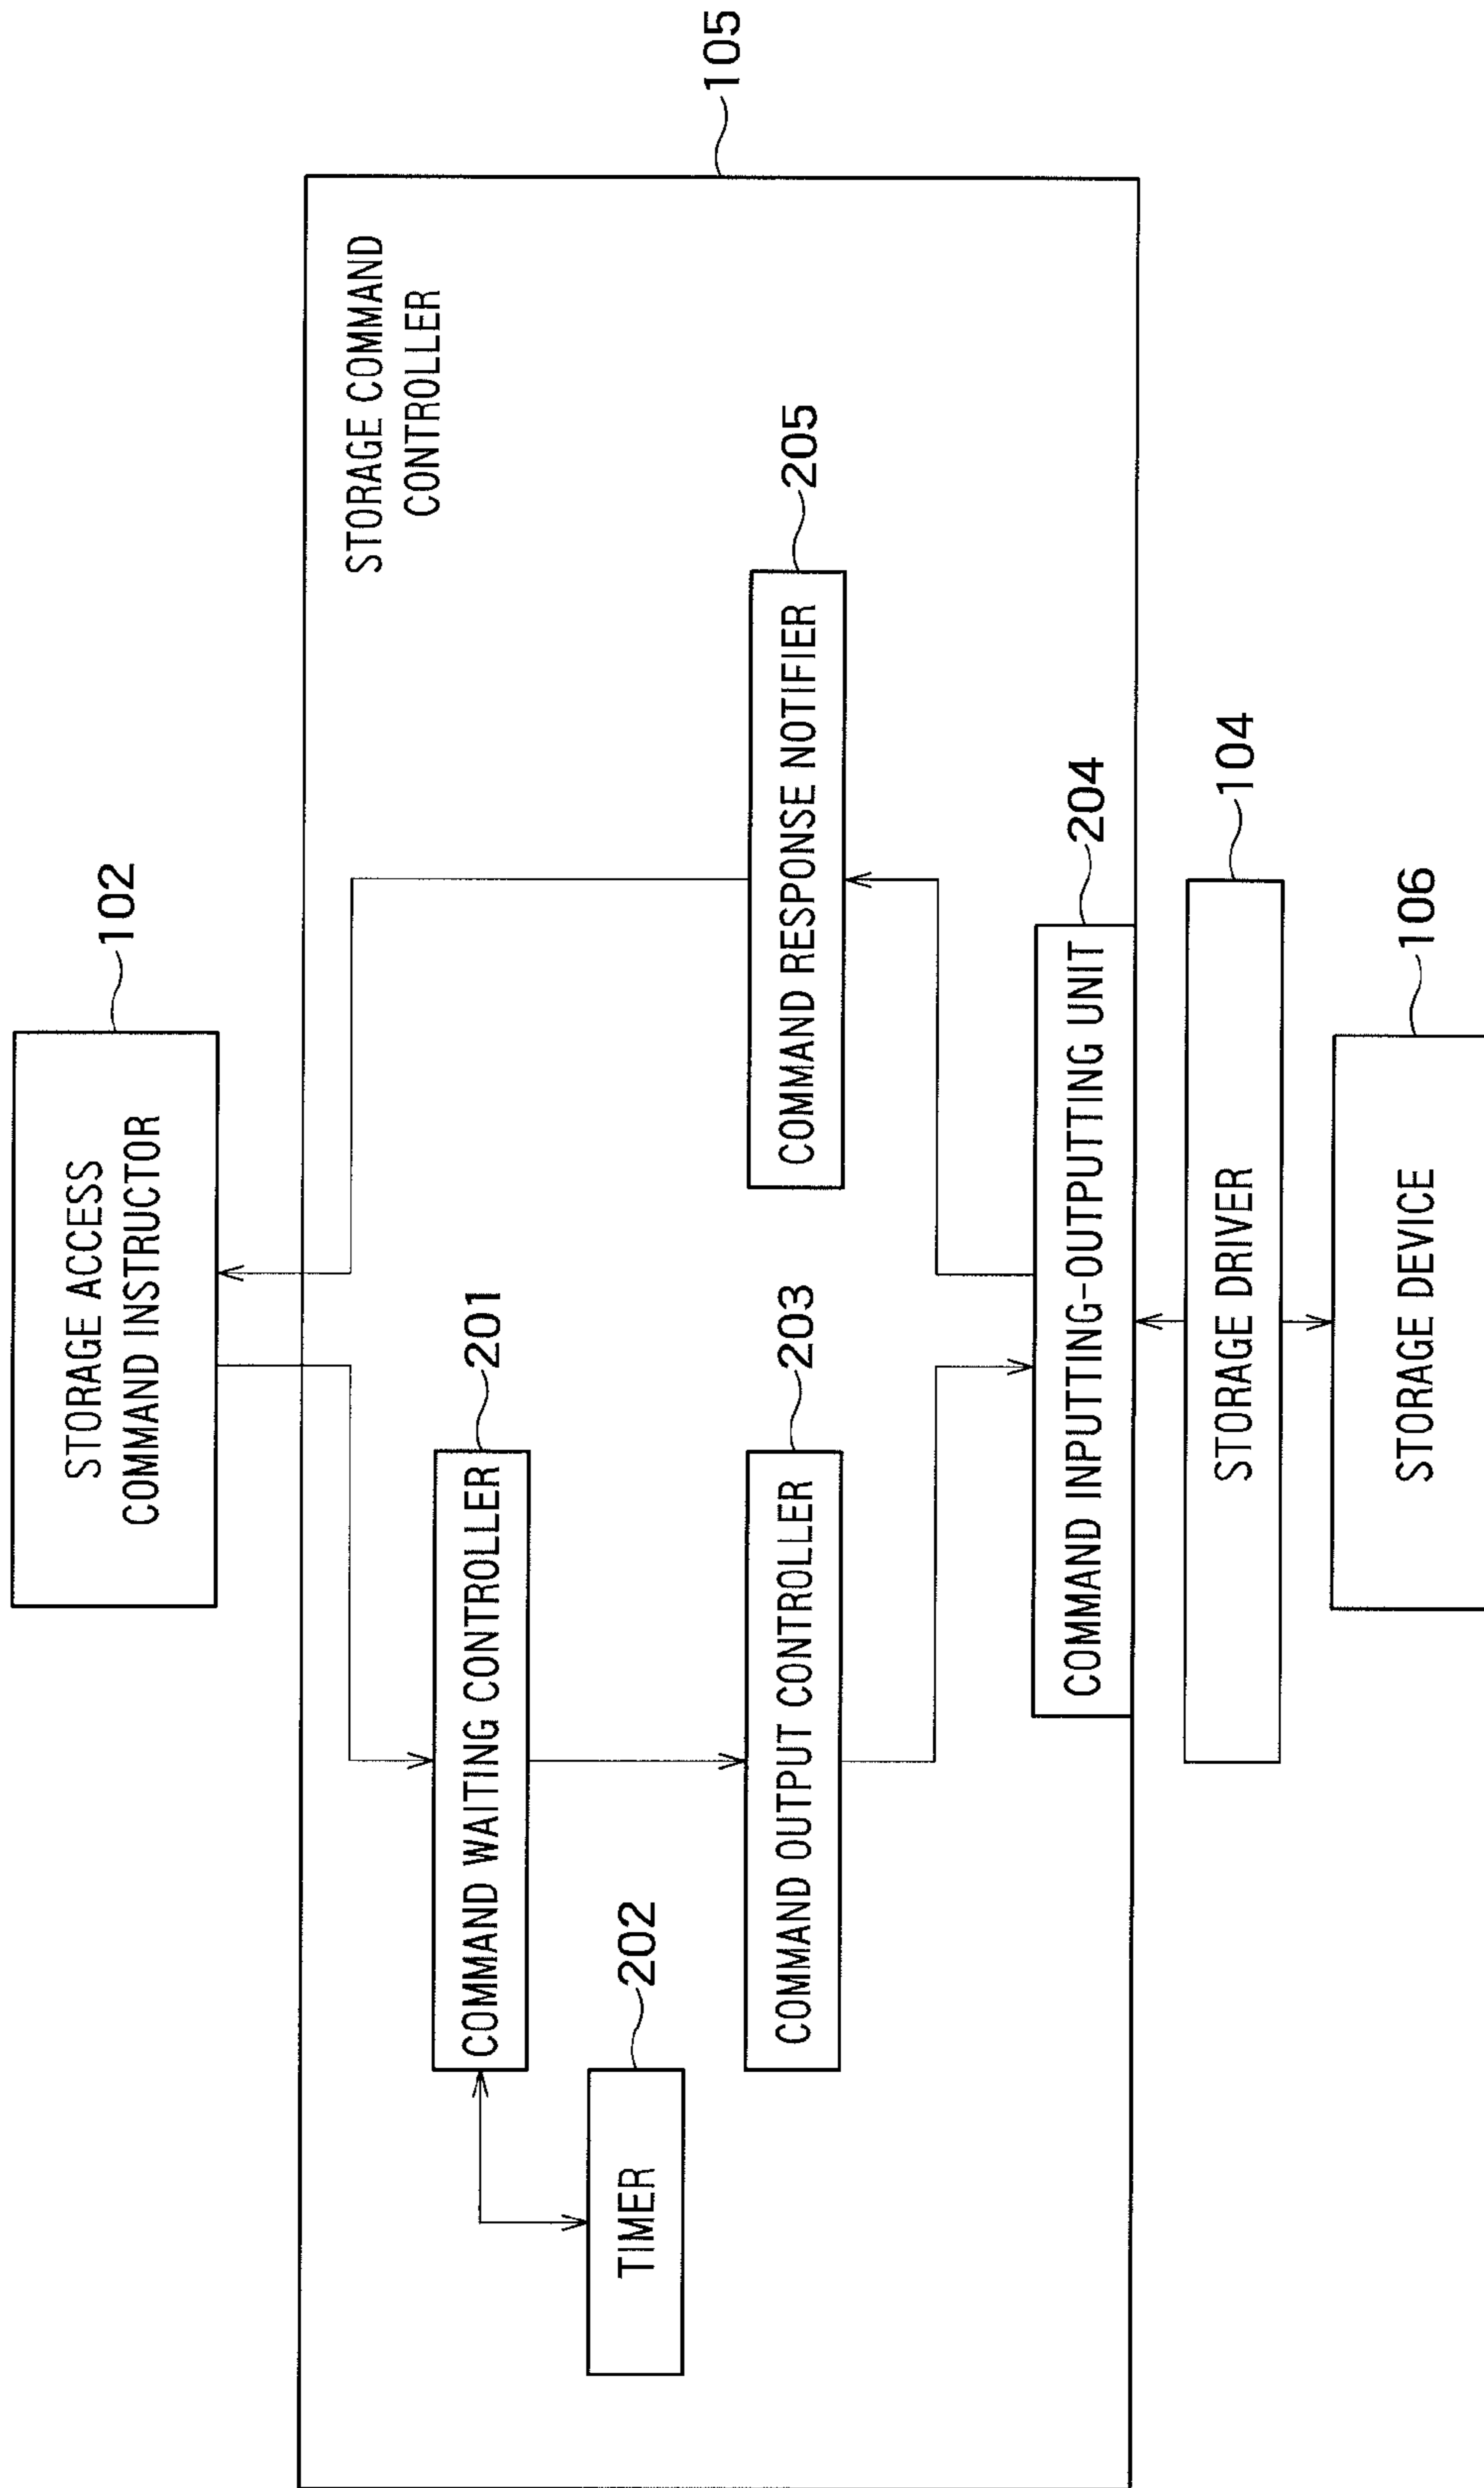 STORAGE ACCESS
COMMAND INSTRUCTOR
102
105
STORAGE COMMAND
CONTROLLER
COMMAND WAITING CONTROLLER
201
TIMER
202
COMMAND OUTPUT CONTROLLER
203
COMMAND RESPONSE NOTIFIER
205
COMMAND INPUTTING-OUTPUTTING UNIT
204
STORAGE DRIVER
104
STORAGE DEVICE
106